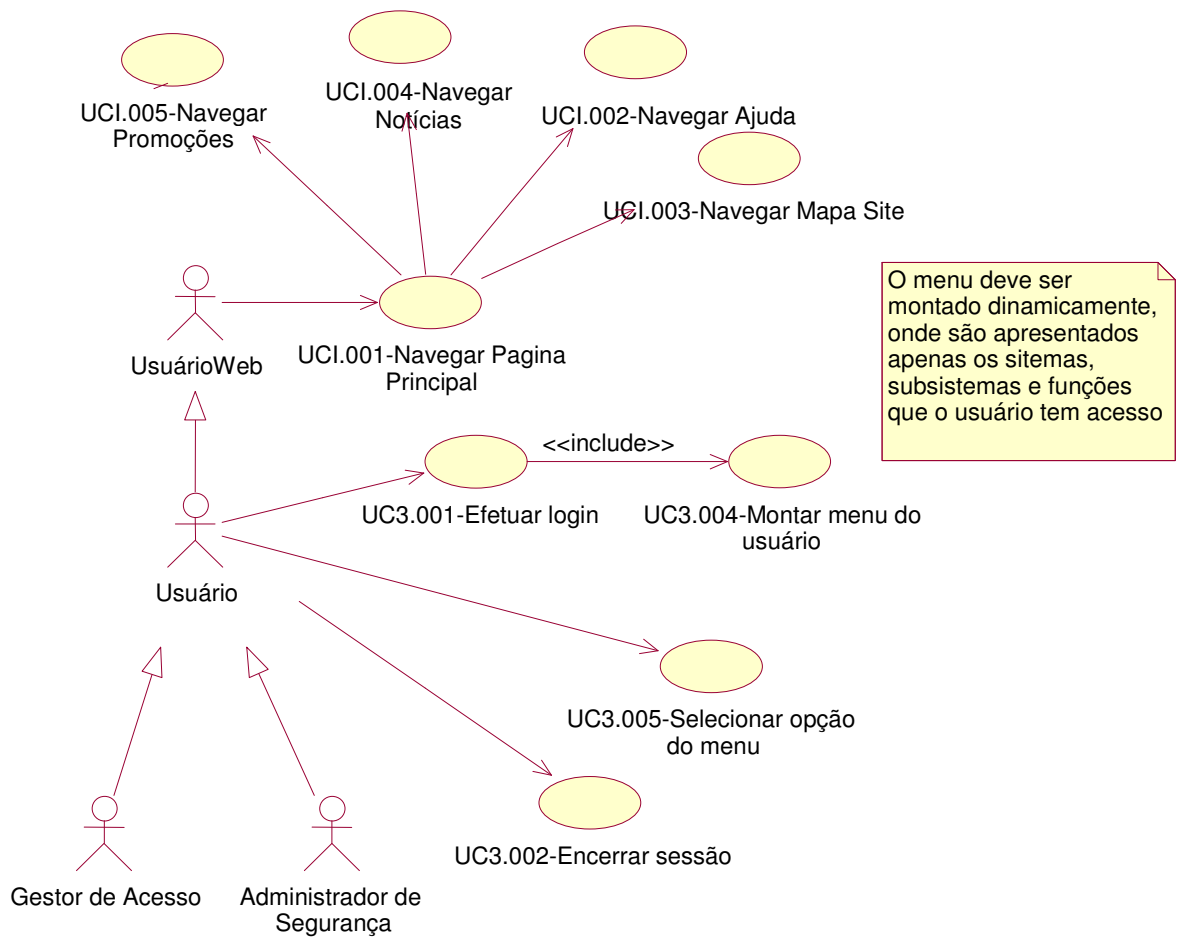 UCI.005-Navegar
Promoções
UCI.004-Navegar
Notícias
UCI.002-Navegar Ajuda
UCI.003-Navegar Mapa Site
UsuárioWeb
UCI.001-Navegar Pagina
Principal
O menu deve ser
montado dinamicamente,
onde são apresentados
apenas os sitemas,
subsistemas e funções
que o usuário tem acesso
<<include>>
UC3.001-Efetuar login
UC3.004-Montar menu do
usuário
Usuário
UC3.005-Selecionar opção
do menu
UC3.002-Encerrar sessão
Gestor de Acesso
Administrador de
Segurança